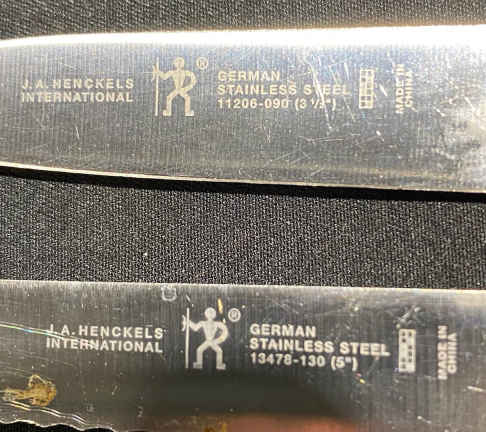 J.A. HENCKELS
INTERNATIONAL
®
GERMAN
STAINLESS STEEL
11206-090 (3 ½")
MADE IN
CHINA
J.A. HENCKELS
INTERNATIONAL
®
GERMAN
STAINLESS STEEL
13478-130 (5")
MADE IN
CHINA